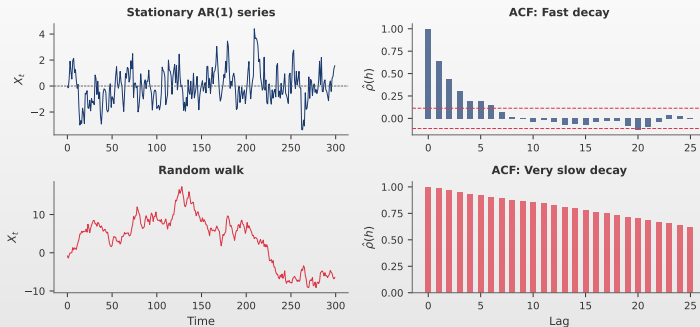 Stationary AR(1) series
4
2
0
−2
X_t
0 50 100 150 200 250 300
ACF: Fast decay
1.00
0.75
0.50
0.25
0.00
ρ̂(h)
0 5 10 15 20 25
Random walk
10
0
−10
X_t
0 50 100 150 200 250 300
Time
ACF: Very slow decay
1.00
0.75
0.50
0.25
0.00
ρ̂(h)
0 5 10 15 20 25
Lag